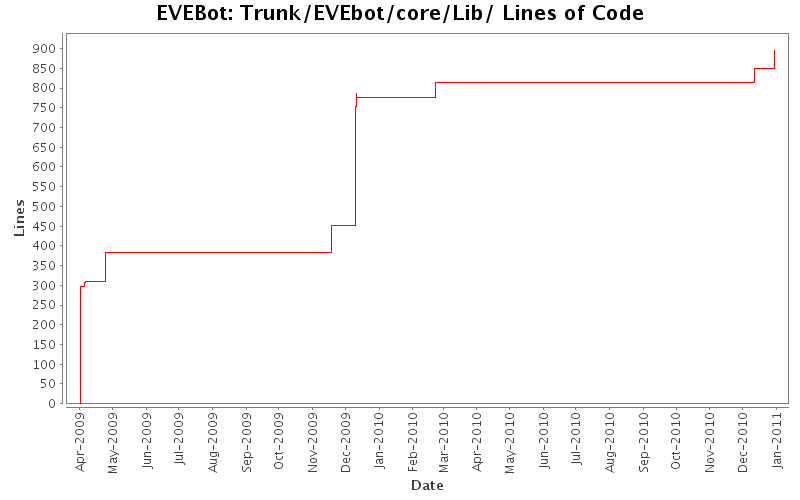 EVEBot: Trunk/EVEbot/core/Lib/ Lines of Code
900
850
800
750
700
650
600
550
500
450
400
350
300
250
200
150
100
50
0
Lines
Apr-2009
May-2009
Jun-2009
Jul-2009
Aug-2009
Sep-2009
Oct-2009
Nov-2009
Dec-2009
Jan-2010
Feb-2010
Mar-2010
Apr-2010
May-2010
Jun-2010
Jul-2010
Aug-2010
Sep-2010
Oct-2010
Nov-2010
Dec-2010
Jan-2011
Date